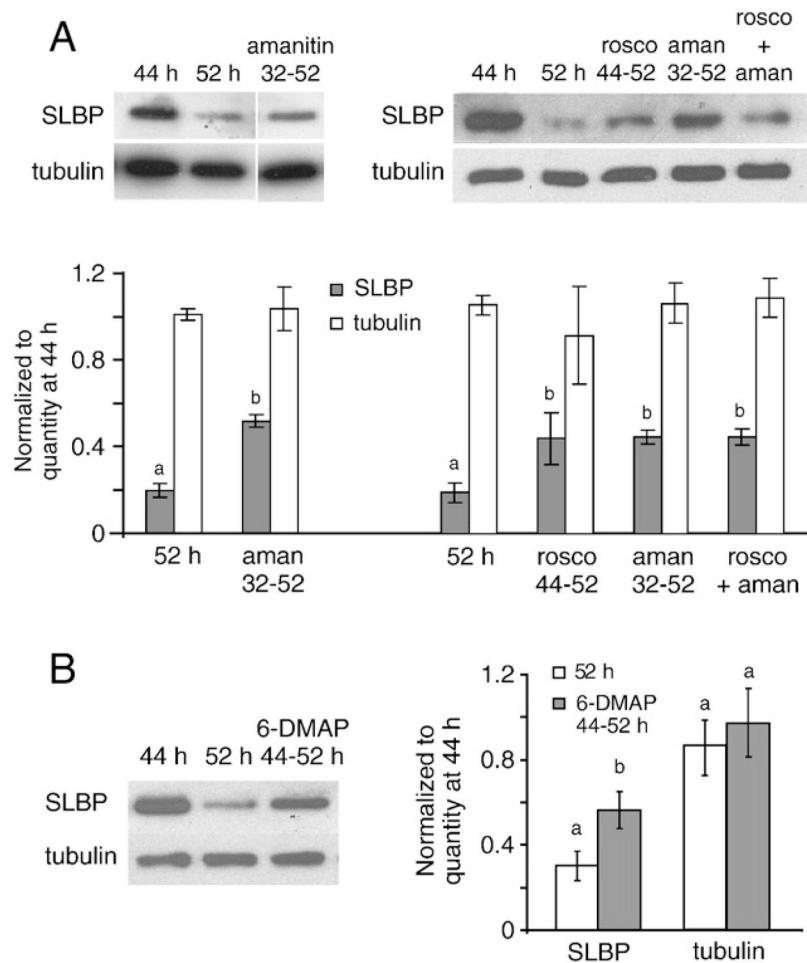 A
amanitin
44 h 52 h 32-52
SLBP
tubulin
rosco
rosco aman +
44 h 52 h 44-52 32-52 aman
SLBP
tubulin
Normalized to
quantity at 44 h
1.2
0.8
0.4
0
SLBP
tubulin
a
b
a
b
b
b
52 h aman 52 h rosco aman rosco
32-52 44-52 32-52 + aman
B
6-DMAP
44 h 52 h 44-52 h
SLBP
tubulin
Normalized to
quantity at 44 h
1.2
0.8
0.4
0
52 h
6-DMAP
44-52 h
a
b
a
a
SLBP tubulin